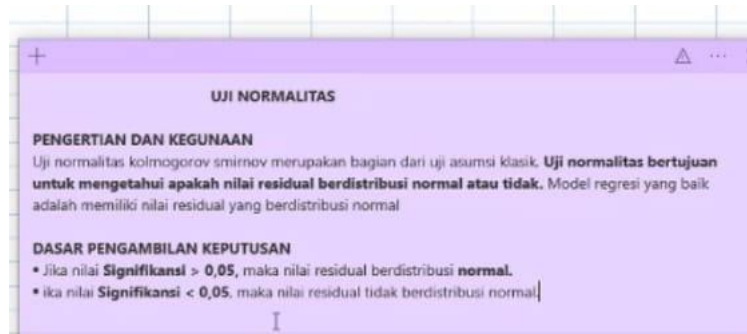 UJI NORMALITAS
PENGERTIAN DAN KEGUNAAN
Uji normalitas kolmogorov smirnov merupakan bagian dari uji asumsi klasik. Uji normalitas bertujuan
untuk mengetahui apakah nilai residual berdistribusi normal atau tidak. Model regresi yang baik
adalah memiliki nilai residual yang berdistribusi normal
DASAR PENGAMBILAN KEPUTUSAN
▪ Jika nilai Signifikansi > 0,05, maka nilai residual berdistribusi normal.
▪ ika nilai Signifikansi < 0,05, maka nilai residual tidak berdistribusi normal.